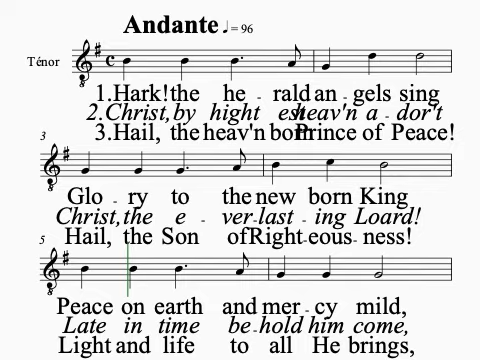 Andante ♩= 96
Ténor
1.Hark!the he - rald an - gels sing
2.Christ,by hight est heav'n a - dor't
3.Hail, the heav'n born Prince of Peace!
3
Glo - ry to the new born King
Christ,the e - ver-last - ing Loard!
Hail, the Son of Right-eous- ness!
5
Peace on earth and mer - cy mild,
Late in time be-hold him come,
Light and life to all He brings,